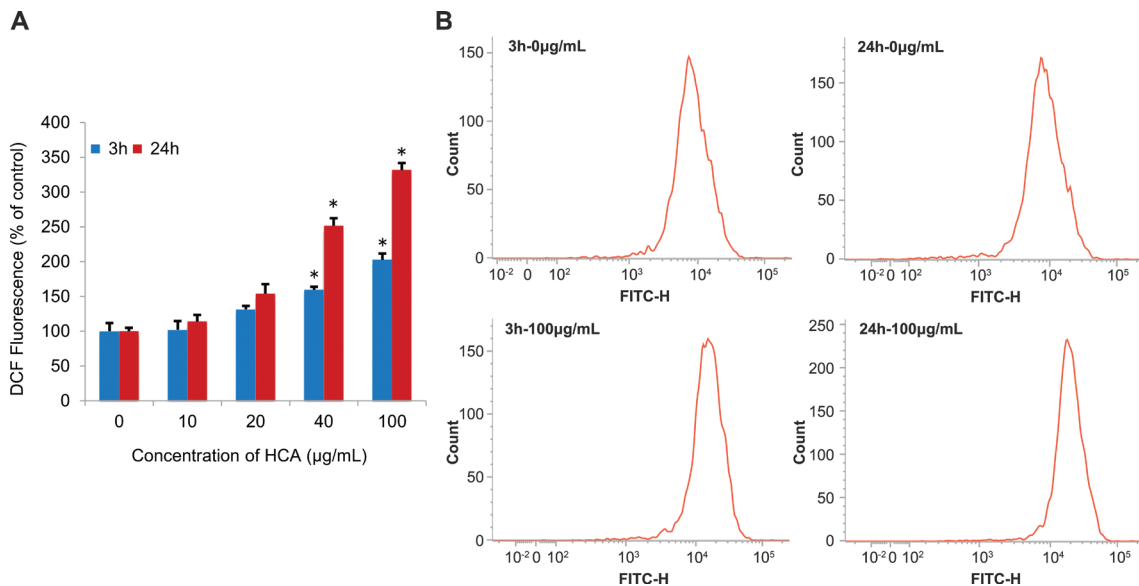 A
DCF Fluorescence (% of control)
400
350
300
250
200
150
100
50
0
3h 24h
*
*
*
*
0 10 20 40 100
Concentration of HCA (µg/mL)
B
3h-0µg/mL
Count
150
100
50
0
10-2 0 10² 10³ 10⁴ 10⁵
FITC-H
24h-0µg/mL
Count
150
100
50
0
10-2 0 10² 10³ 10⁴ 10⁵
FITC-H
3h-100µg/mL
Count
150
100
50
0
10-2 0 10² 10³ 10⁴ 10⁵
FITC-H
24h-100µg/mL
Count
250
200
150
100
50
0
10-2 0 10² 10³ 10⁴ 10⁵
FITC-H